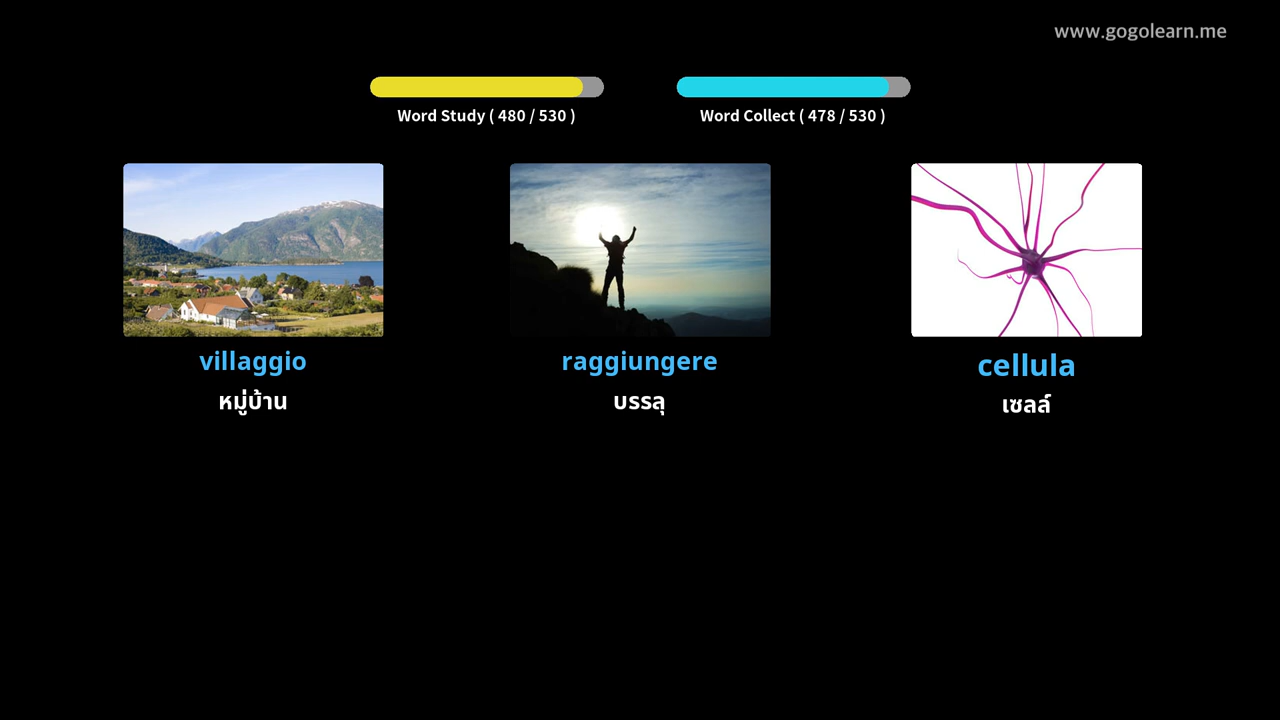 www.gogolearn.me
Word Study ( 480 / 530 )
Word Collect ( 478 / 530 )
villaggio
หมู่บ้าน
raggiungere
บรรลุ
cellula
เซลล์